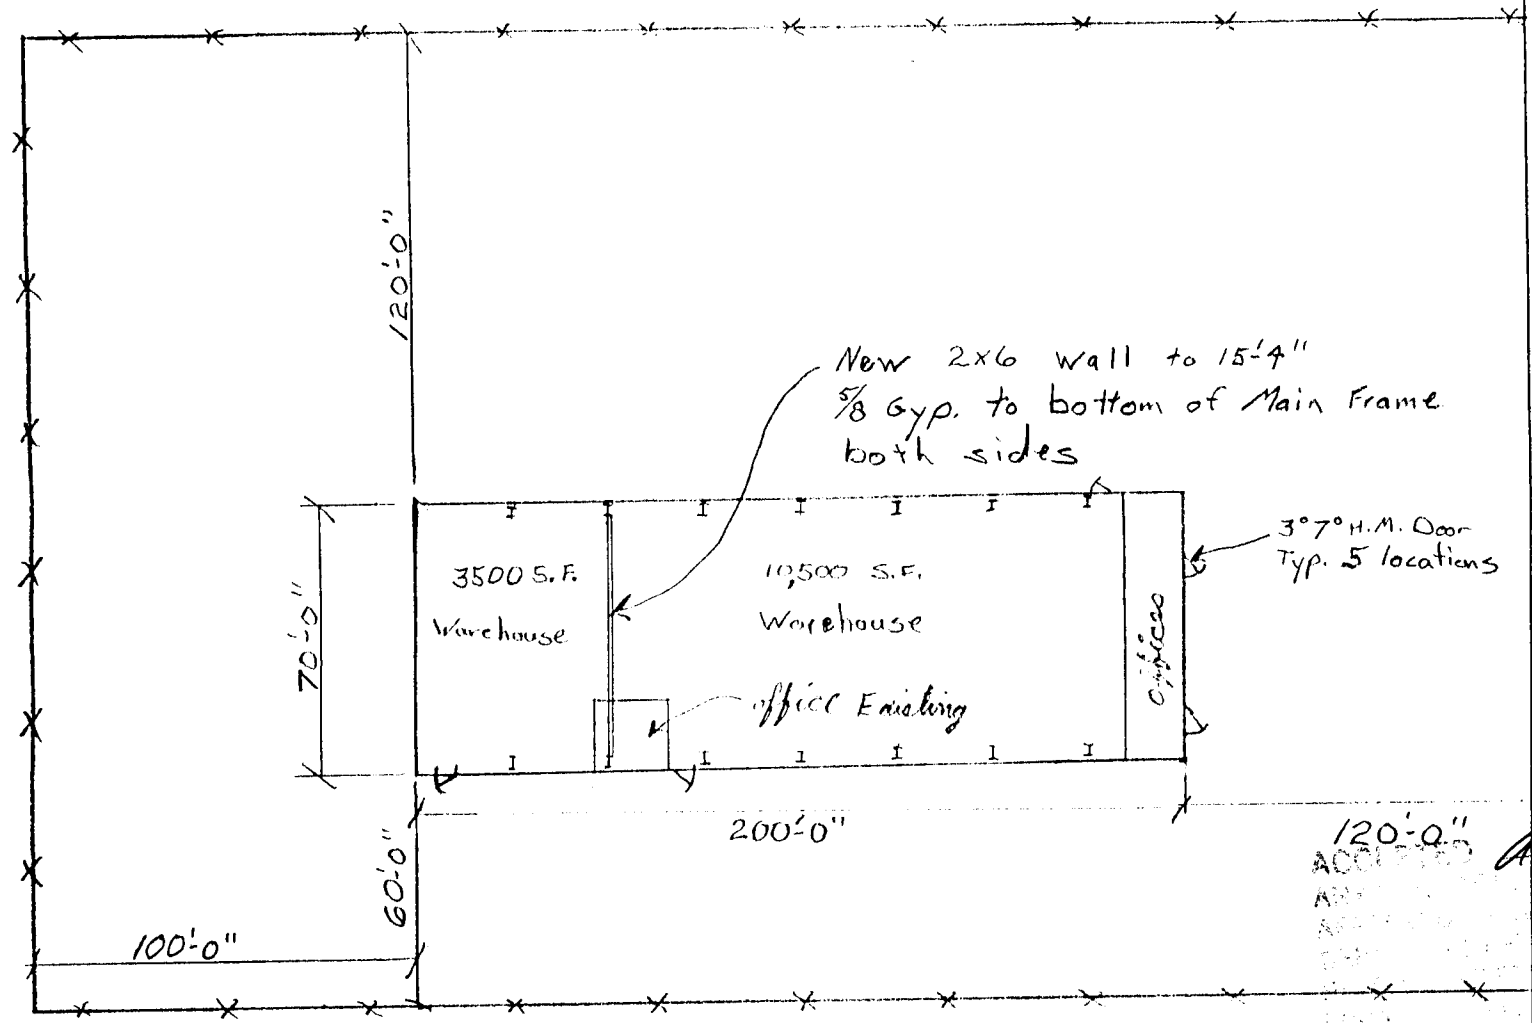 120'-0"
New 2x6 Wall to 15'-4"
5/8 Gyp. to bottom of Main Frame
both sides
3°7° H.M. Door
Typ. 5 locations
3500 S.F.
Warehouse
10,500 S.F.
Warehouse
70'-0"
offices
office Existing
200'-0"
120'-0"
ACCEPTED
60'-0"
100'-0"